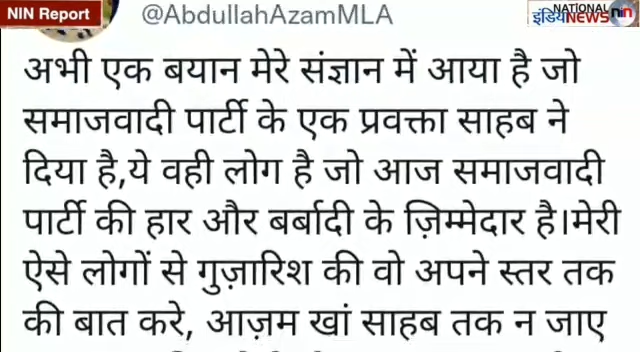 NIN Report
@AbdullahAzamMLA
NATIONAL
इंडिया NEWS nin
अभी एक बयान मेरे संज्ञान में आया है जो
समाजवादी पार्टी के एक प्रवक्ता साहब ने
दिया है,ये वही लोग है जो आज समाजवादी
पार्टी की हार और बर्बादी के ज़िम्मेदार है।मेरी
ऐसे लोगों से गुज़ारिश की वो अपने स्तर तक
की बात करे, आज़म खां साहब तक न जाए